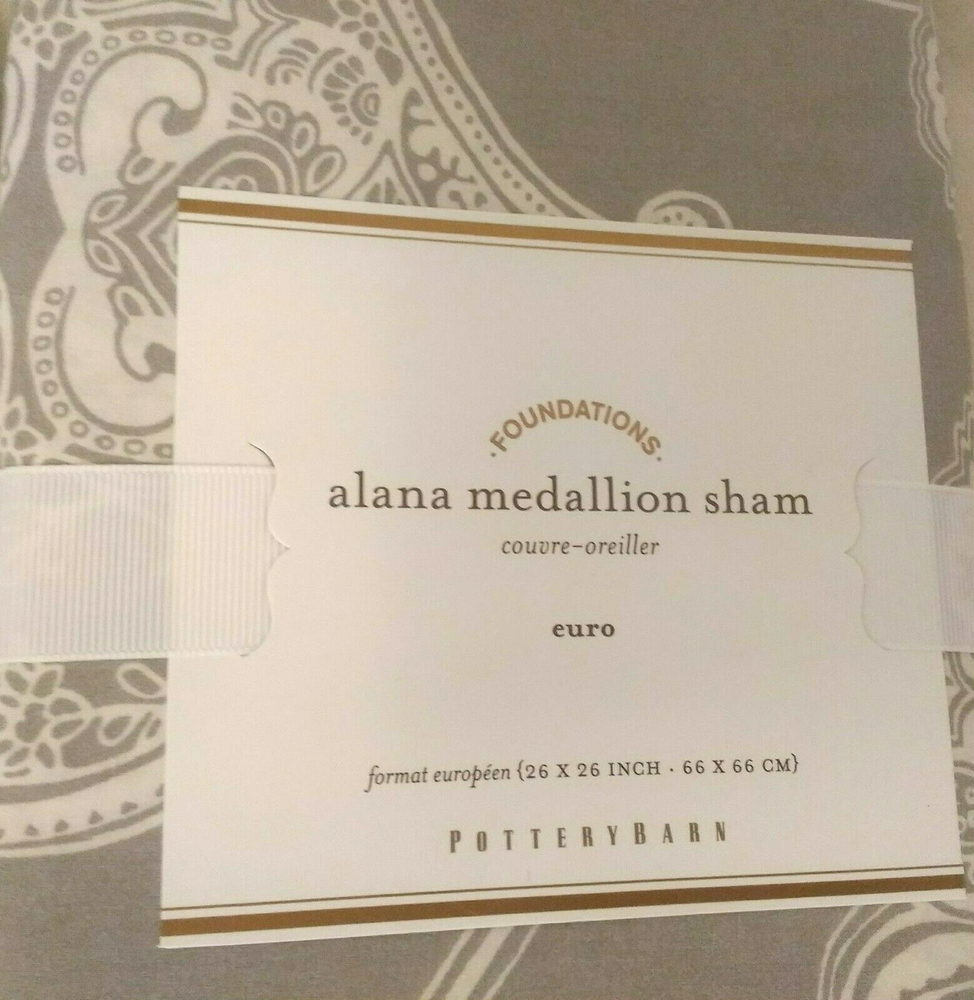 ·FOUNDATIONS·
alana medallion sham
couvre-oreiller
euro
format européen {26 X 26 INCH · 66 X 66 CM}
POTTERYBARN